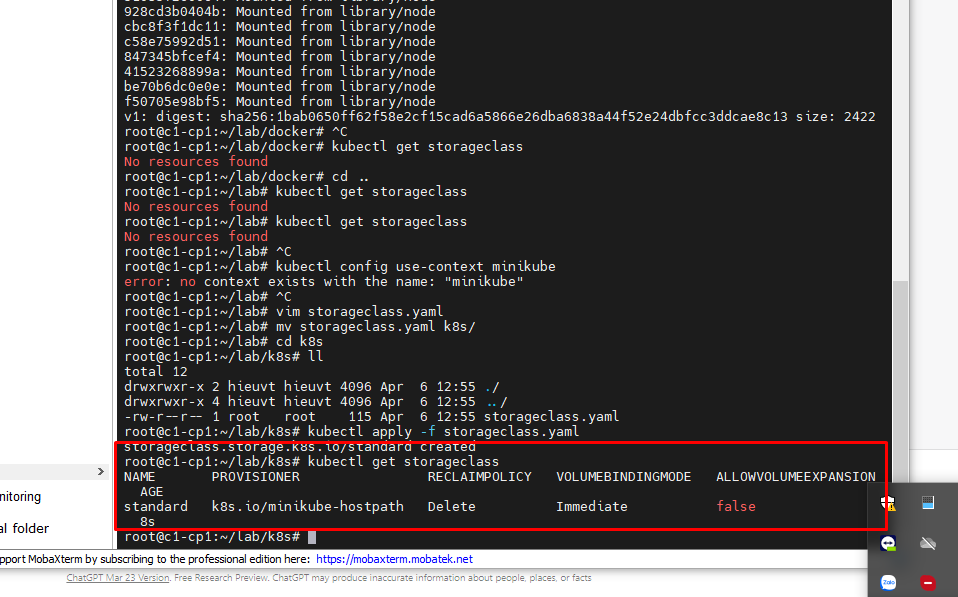 928cd3b0404b: Mounted from library/node
cbc8f3f1dc11: Mounted from library/node
c58e75992d51: Mounted from library/node
847345bfcef4: Mounted from library/node
41523268899a: Mounted from library/node
be70b6dc0e0e: Mounted from library/node
f50705e98bf5: Mounted from library/node
v1: digest: sha256:1bab0650ff62f58e2cf15cad6a5866e26dba6838a44f52e24dbfcc3ddcae8c13 size: 2422
root@c1-cp1:~/lab/docker# ^C
root@c1-cp1:~/lab/docker# kubectl get storageclass
No resources found
root@c1-cp1:~/lab/docker# cd ..
root@c1-cp1:~/lab# kubectl get storageclass
No resources found
root@c1-cp1:~/lab# kubectl get storageclass
No resources found
root@c1-cp1:~/lab# ^C
root@c1-cp1:~/lab# kubectl config use-context minikube
error: no context exists with the name: "minikube"
root@c1-cp1:~/lab# ^C
root@c1-cp1:~/lab# vim storageclass.yaml
root@c1-cp1:~/lab# mv storageclass.yaml k8s/
root@c1-cp1:~/lab# cd k8s
root@c1-cp1:~/lab/k8s# ll
total 12
drwxrwxr-x 2 hieuvt hieuvt 4096 Apr  6 12:55 ./
drwxrwxr-x 4 hieuvt hieuvt 4096 Apr  6 12:55 ../
-rw-r--r-- 1 root   root    115 Apr  6 12:55 storageclass.yaml
root@c1-cp1:~/lab/k8s# kubectl apply -f storageclass.yaml
storageclass.storage.k8s.io/standard created
root@c1-cp1:~/lab/k8s# kubectl get storageclass
NAME       PROVISIONER                RECLAIMPOLICY   VOLUMEBINDINGMODE   ALLOWVOLUMEEXPANSION
AGE
standard   k8s.io/minikube-hostpath   Delete          Immediate           false
8s
root@c1-cp1:~/lab/k8s#
nitoring
al folder
pport MobaXterm by subscribing to the professional edition here: https://mobaxterm.mobatek.net
ChatGPT Mar 23 Version. Free Research Preview. ChatGPT may produce inaccurate information about people, places, or facts
Zalo